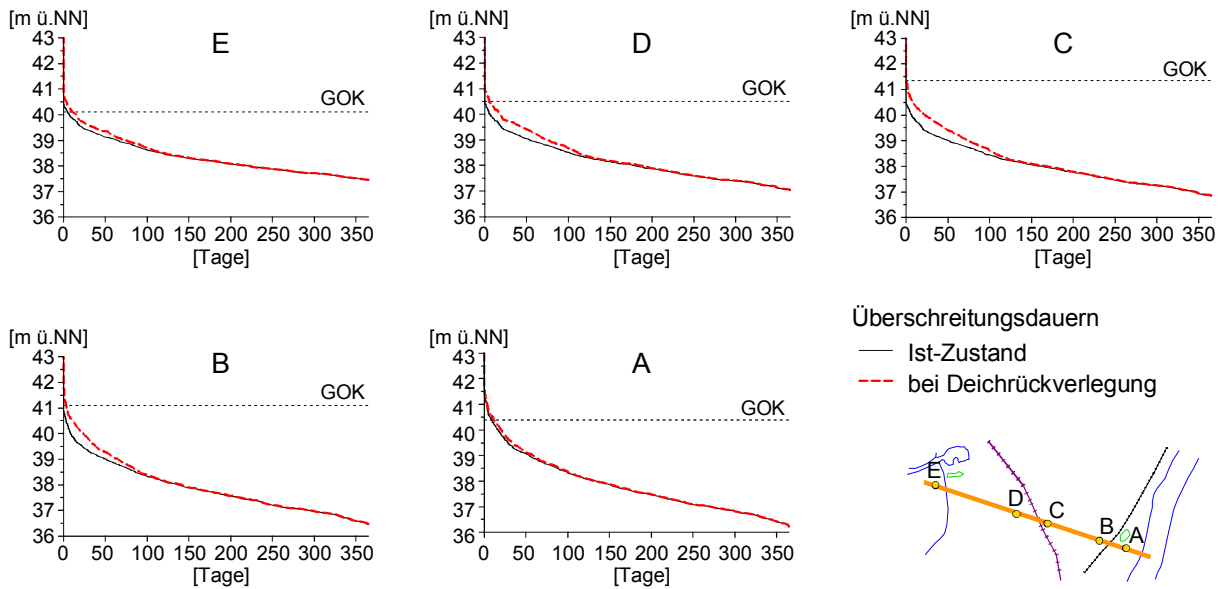 [m ü.NN]
43
42
41
40
39
38
37
36
E
GOK
0 50 100 150 200 250 300 350
[Tage]
[m ü.NN]
43
42
41
40
39
38
37
36
D
GOK
0 50 100 150 200 250 300 350
[Tage]
[m ü.NN]
43
42
41
40
39
38
37
36
C
GOK
0 50 100 150 200 250 300 350
[Tage]
[m ü.NN]
43
42
41
40
39
38
37
36
B
GOK
0 50 100 150 200 250 300 350
[Tage]
[m ü.NN]
43
42
41
40
39
38
37
36
A
GOK
0 50 100 150 200 250 300 350
[Tage]
Überschreitungsdauern
Ist-Zustand
bei Deichrückverlegung
E
D
C
B
A